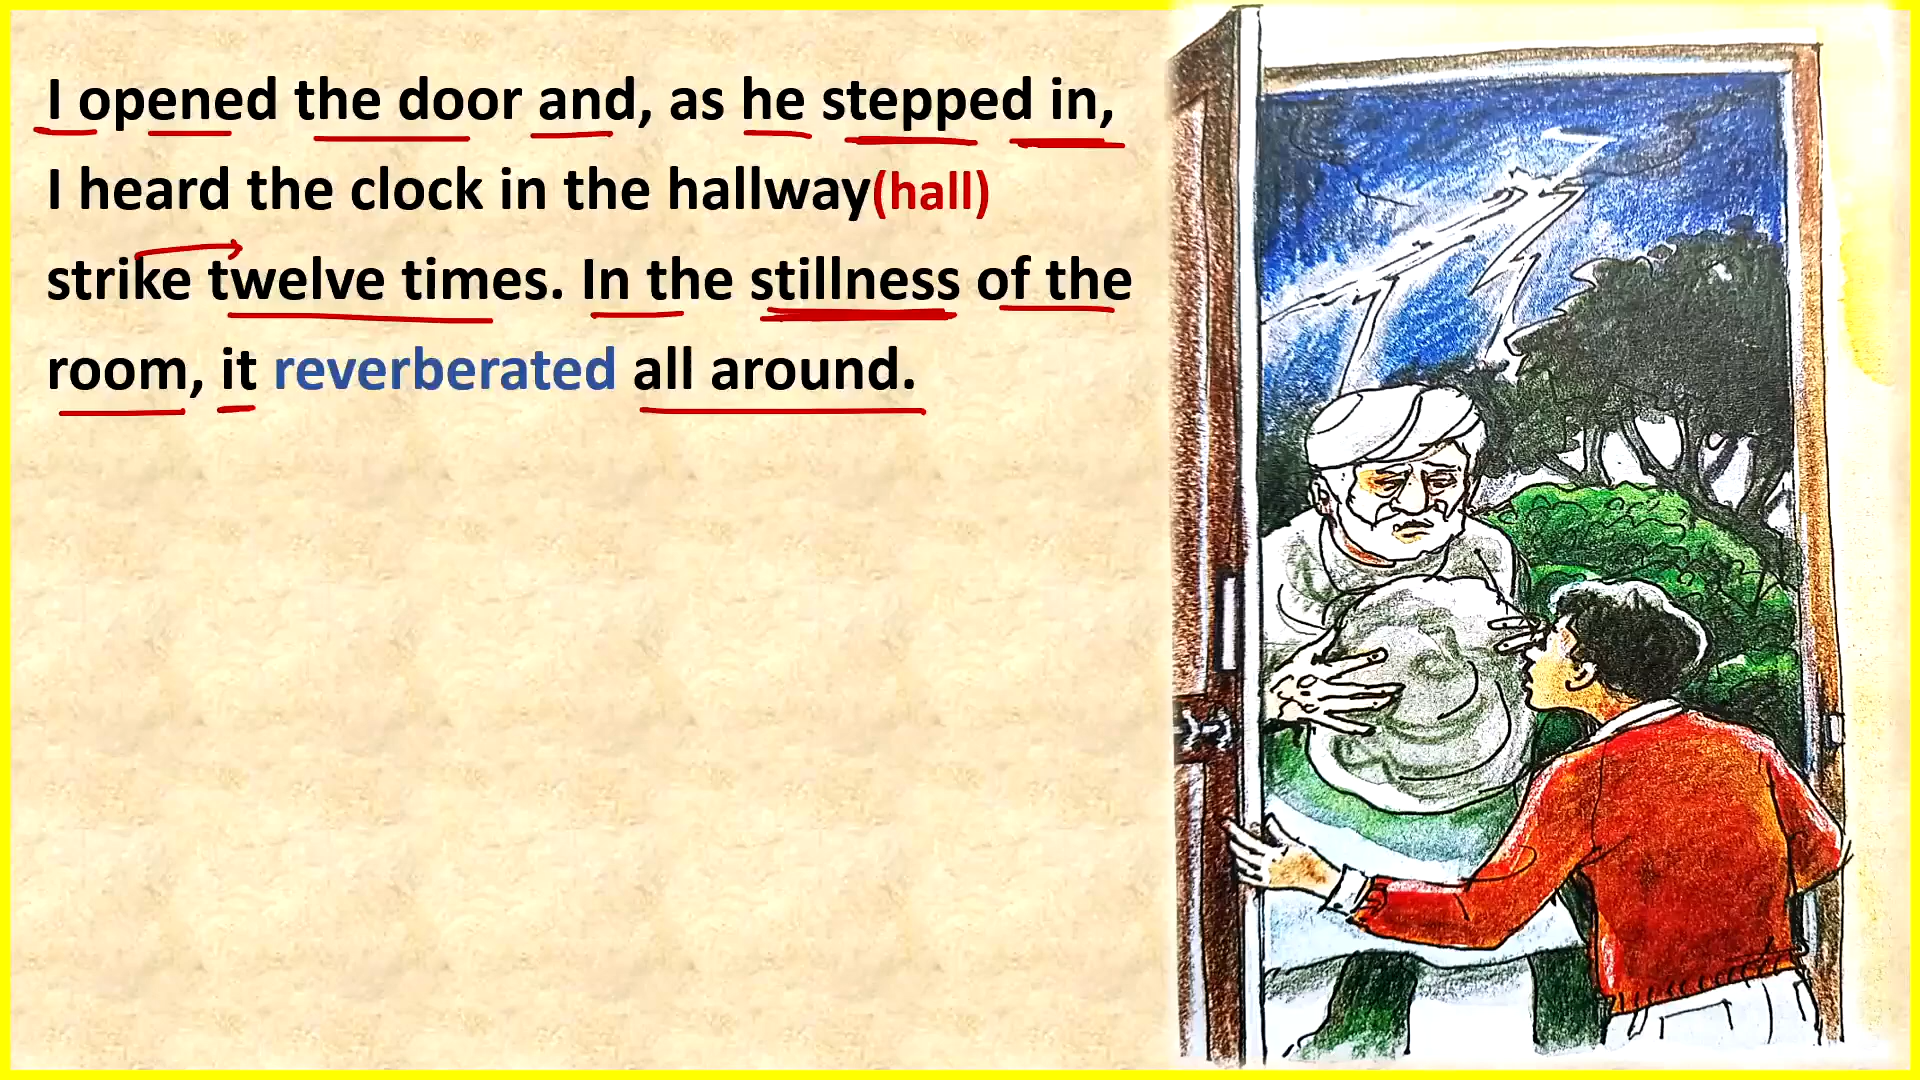 I opened the door and, as he stepped in,
I heard the clock in the hallway(hall)
strike twelve times. In the stillness of the
room, it reverberated all around.